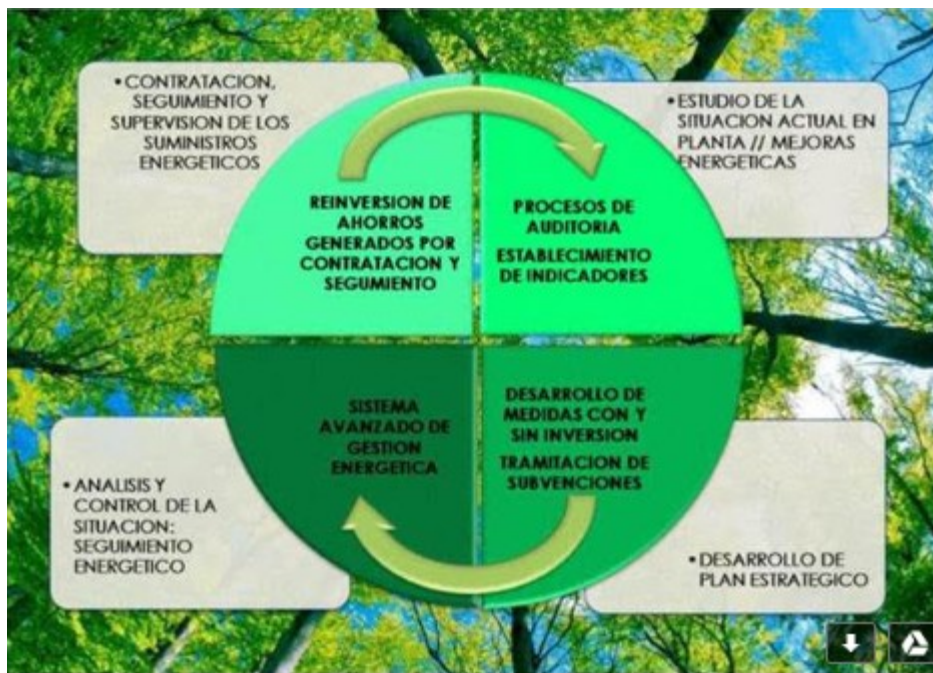 • CONTRATACION,
SEGUIMIENTO Y
SUPERVISION DE LOS
SUMINISTROS
ENERGETICOS
• ESTUDIO DE LA
SITUACION ACTUAL EN
PLANTA // MEJORAS
ENERGETICAS
REINVERSION DE
AHORROS
GENERADOS POR
CONTRATACION Y
SEGUMIENTO
PROCESOS DE
AUDITORIA
ESTABLECIMIENTO
DE INDICADORES
SISTEMA
AVANZADO DE
GESTION
ENERGETICA
DESARROLLO DE
MEDIDAS CON Y
SIN INVERSION
TRAMITACION DE
SUBVENCIONES
• ANALISIS Y
CONTROL DE LA
SITUACION:
SEGUIMIENTO
ENERGETICO
• DESARROLLO DE
PLAN ESTRATEGICO